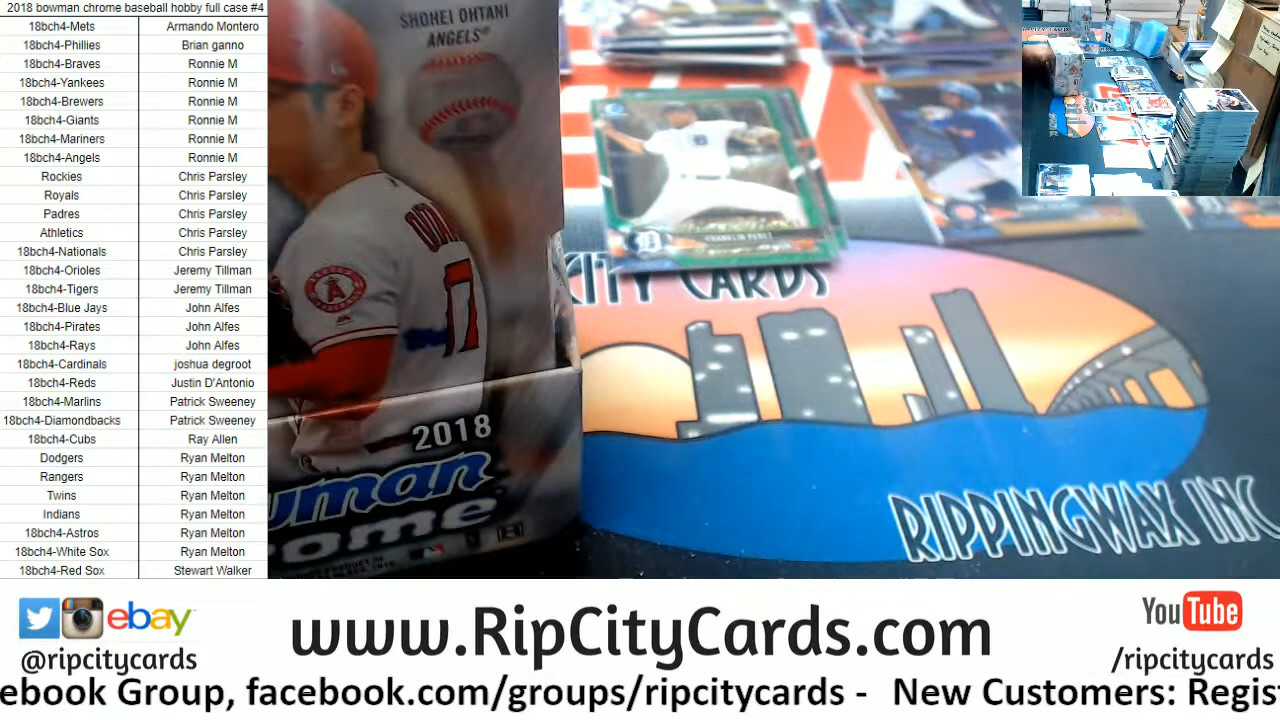 2018 bowman chrome baseball hobby full case #4
18bch4-Mets Armando Montero
18bch4-Phillies Brian ganno
18bch4-Braves Ronnie M
18bch4-Yankees Ronnie M
18bch4-Brewers Ronnie M
18bch4-Giants Ronnie M
18bch4-Mariners Ronnie M
18bch4-Angels Ronnie M
Rockies Chris Parsley
Royals Chris Parsley
Padres Chris Parsley
Athletics Chris Parsley
18bch4-Nationals Chris Parsley
18bch4-Orioles Jeremy Tillman
18bch4-Tigers Jeremy Tillman
18bch4-Blue Jays John Alfes
18bch4-Pirates John Alfes
18bch4-Rays John Alfes
18bch4-Cardinals joshua degroot
18bch4-Reds Justin D'Antonio
18bch4-Marlins Patrick Sweeney
18bch4-Diamondbacks Patrick Sweeney
18bch4-Cubs Ray Allen
Dodgers Ryan Melton
Rangers Ryan Melton
Twins Ryan Melton
Indians Ryan Melton
18bch4-Astros Ryan Melton
18bch4-White Sox Ryan Melton
18bch4-Red Sox Stewart Walker
SHOHEI OHTANI
ANGELS
17
2018
wman
rome
FRANKLIN PEREZ
CITY CARDS
RIPPINGWAX INC
ebay
@ripcitycards
www.RipCityCards.com
YouTube
/ripcitycards
ebook Group, facebook.com/groups/ripcitycards - New Customers: Regis